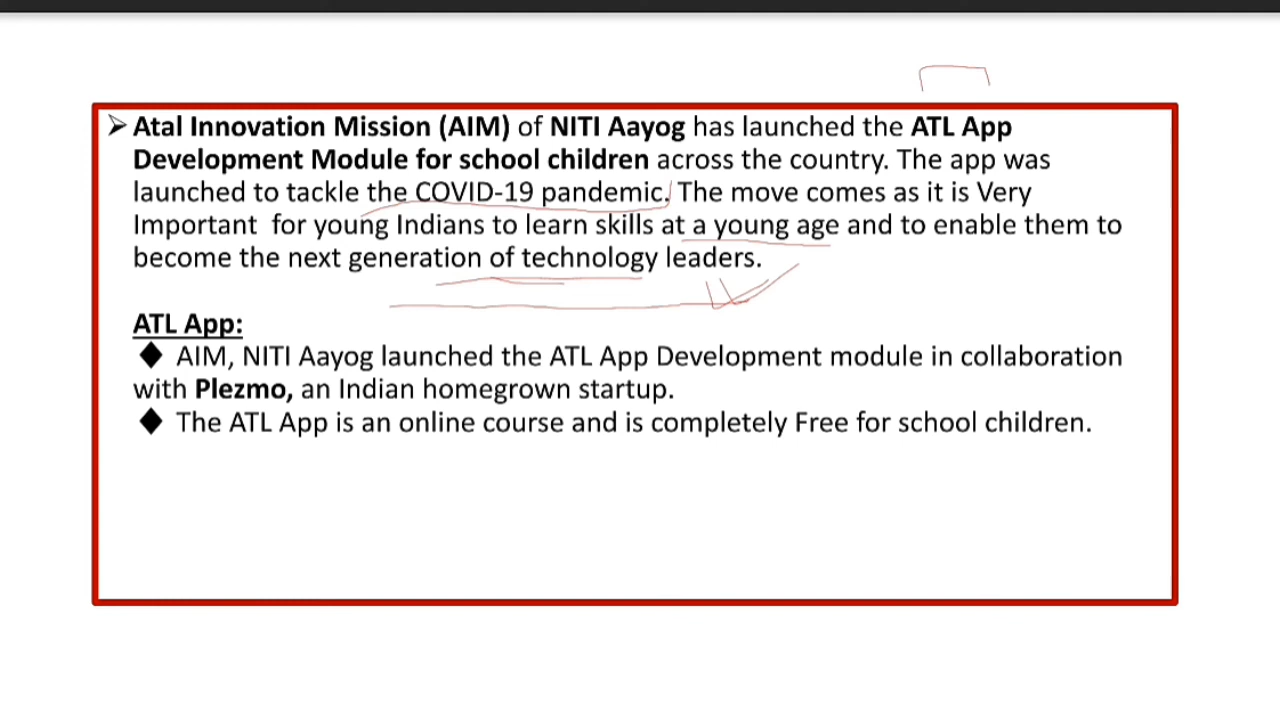 ➢ Atal Innovation Mission (AIM) of NITI Aayog has launched the ATL App
Development Module for school children across the country. The app was
launched to tackle the COVID-19 pandemic. The move comes as it is Very
Important  for young Indians to learn skills at a young age and to enable them to
become the next generation of technology leaders.
ATL App:
◆ AIM, NITI Aayog launched the ATL App Development module in collaboration
with Plezmo, an Indian homegrown startup.
◆ The ATL App is an online course and is completely Free for school children.